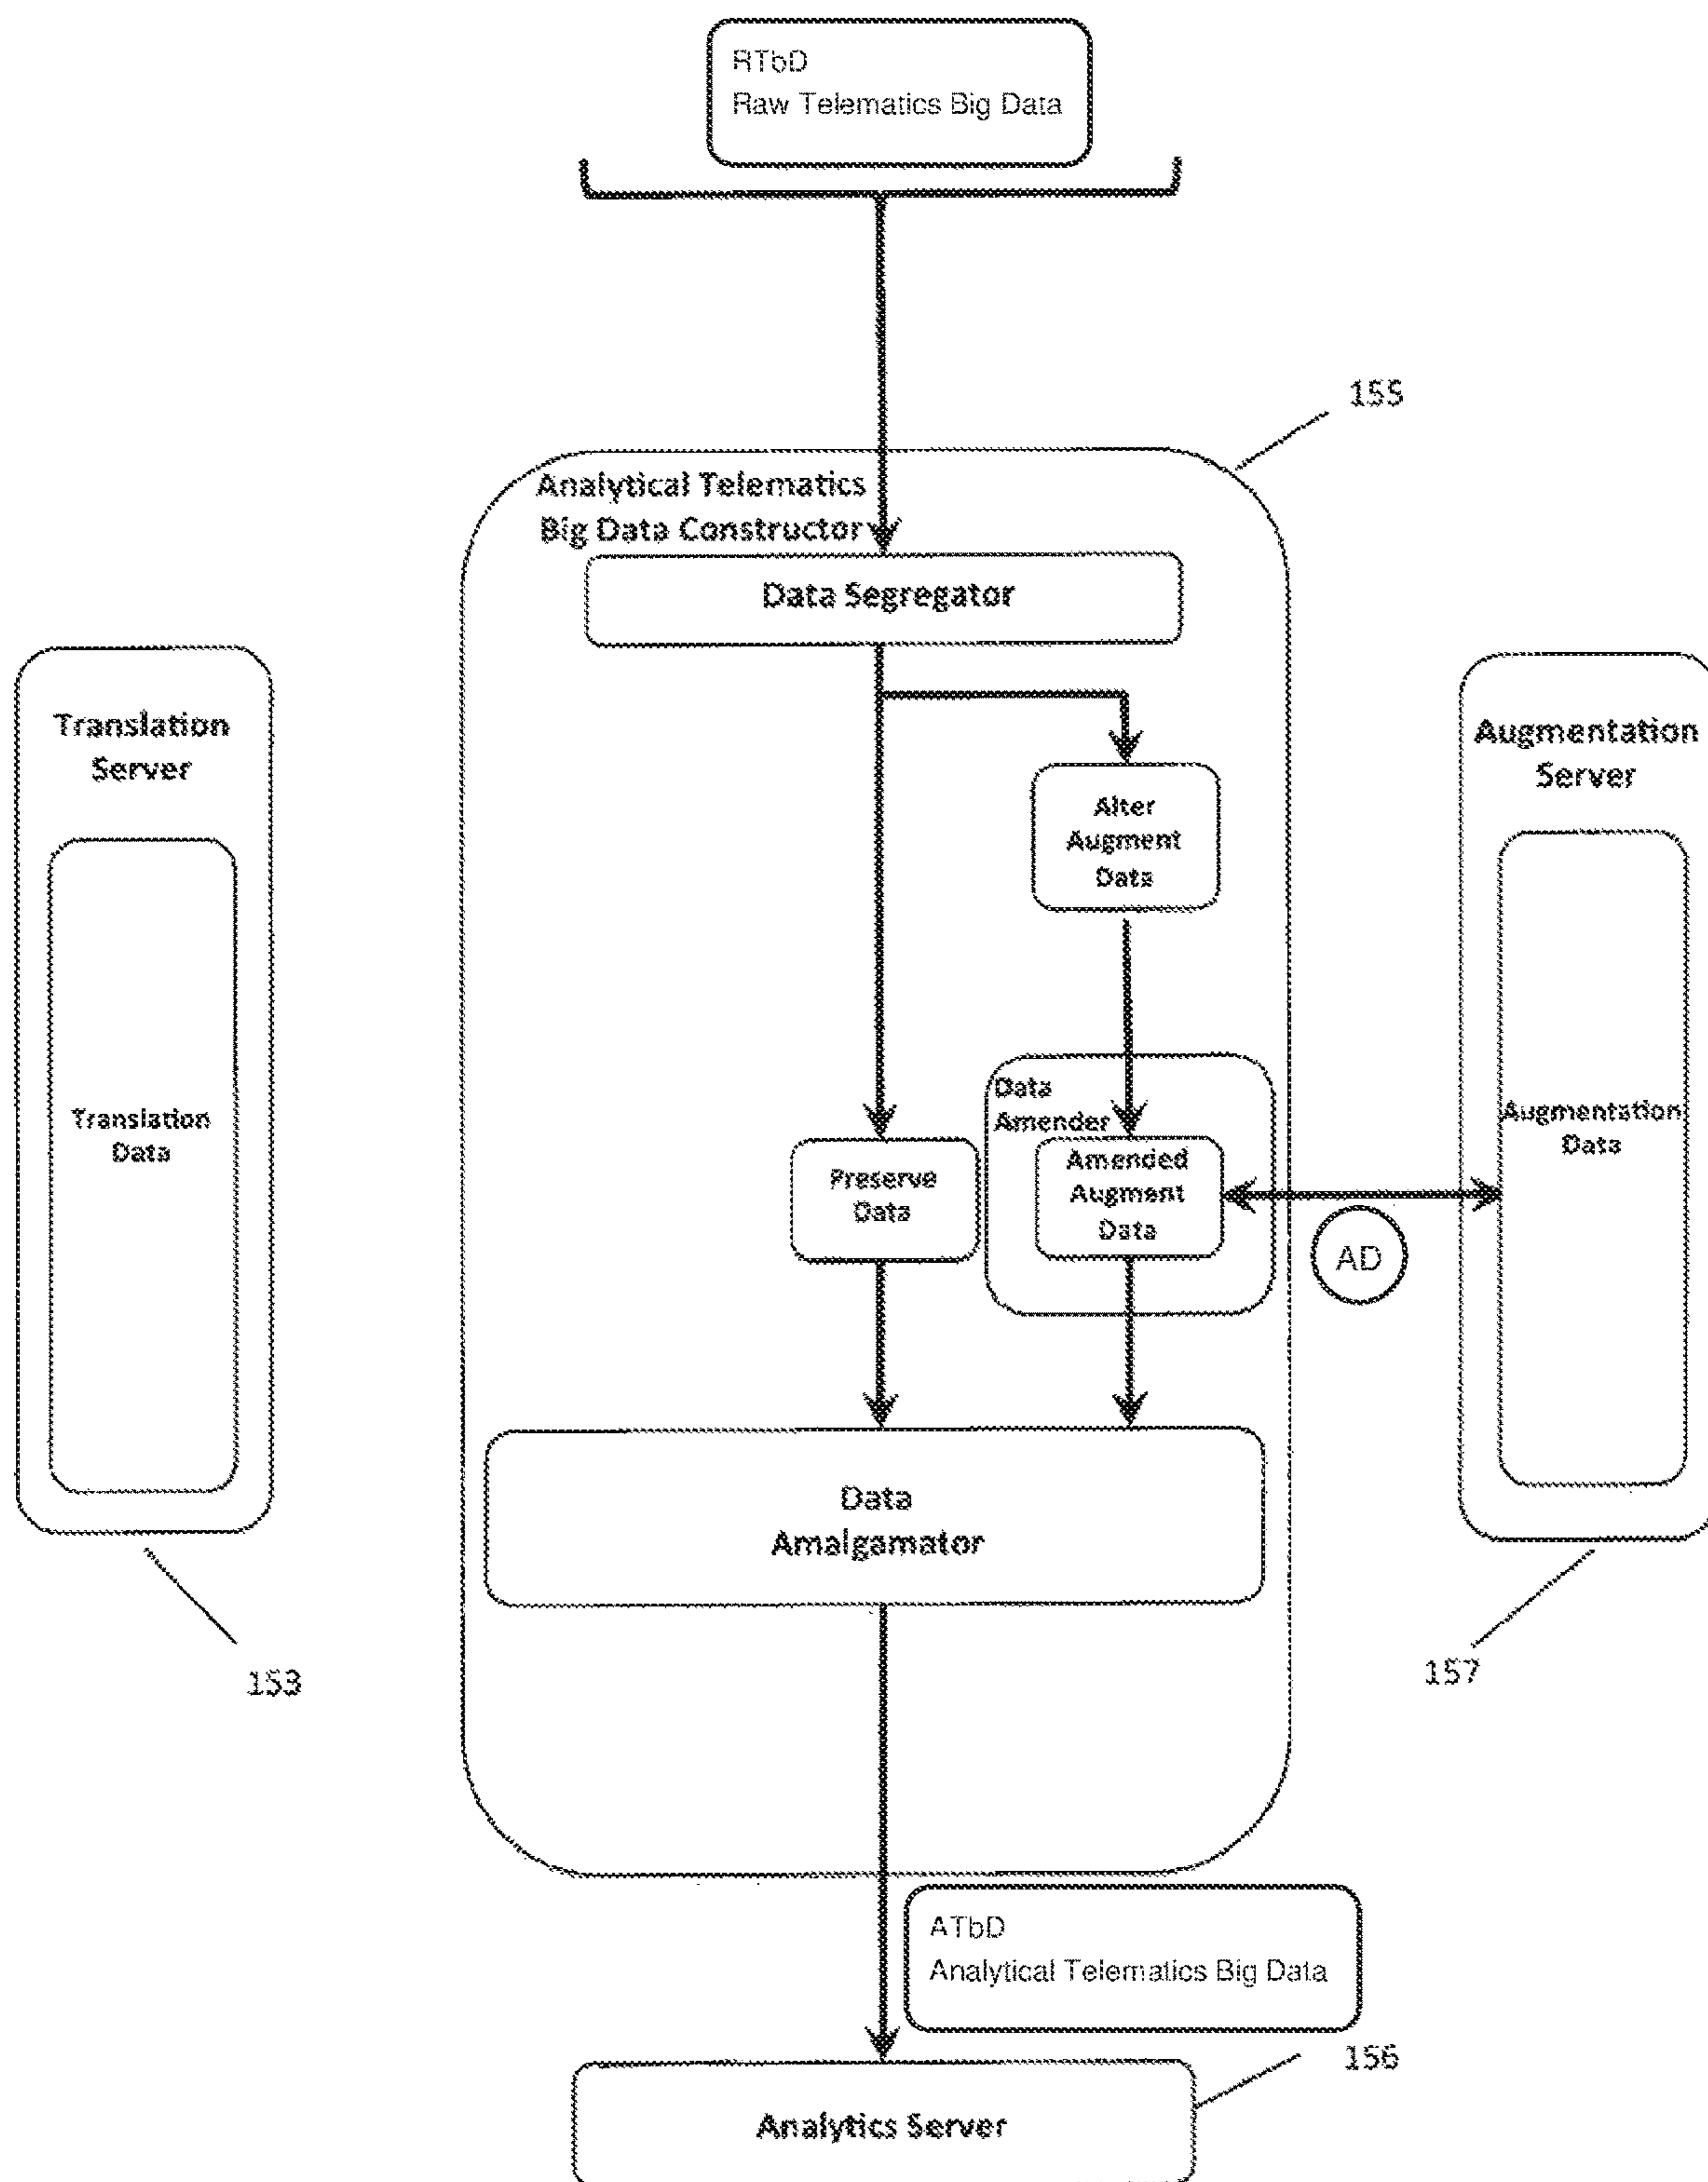 RTbD
Raw Telematics Big Data
155
Analytical Telematics
Big Data Constructor
Data Segregator
Translation
Server
Augmentation
Server
Alter
Augment
Data
Translation
Data
Data
Amender
Augmentation
Data
Preserve
Data
Amended
Augment
Data
AD
Data
Amalgamator
153
157
ATbD
Analytical Telematics Big Data
156
Analytics Server